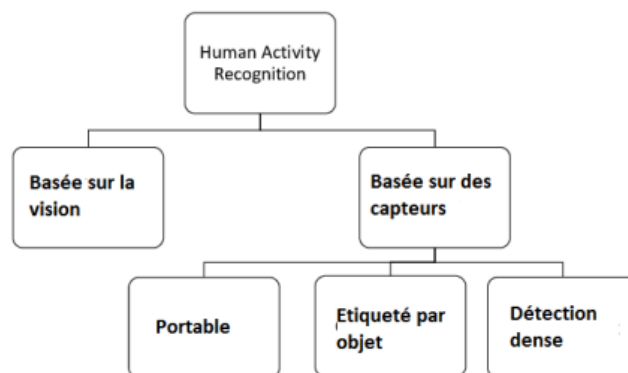 Human Activity
Recognition
Basée sur la
vision
Basée sur des
capteurs
Portable
Etiqueté par
objet
Détection
dense